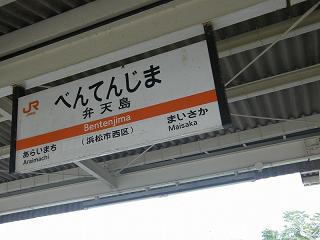 JR
べんてんじま
弁天島
Bentenjima
(浜松市西区)
あらいまち
Araimachi
まいさか
Maisaka